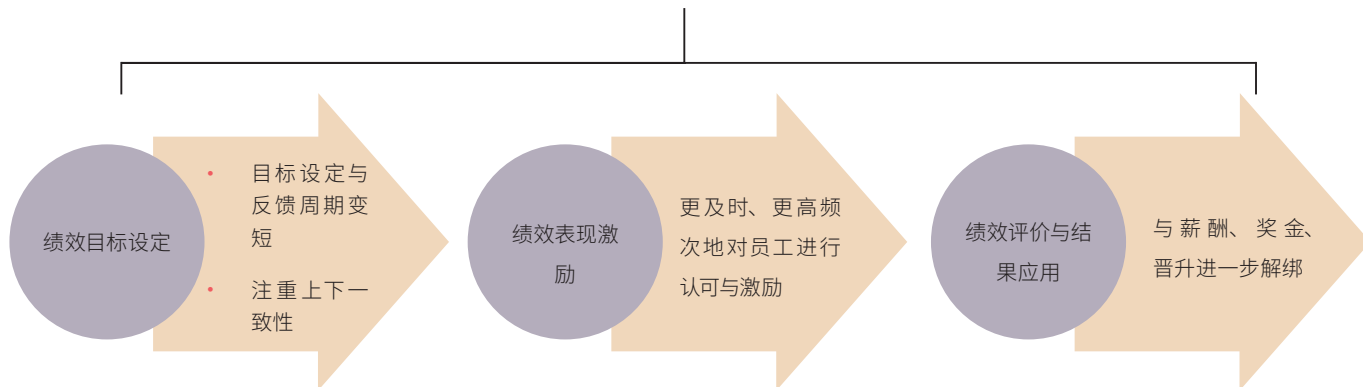 绩效目标设定
• 目标设定与
反馈周期变
短
• 注重上下一
致性
绩效表现激
励
更及时、更高频
次地对员工进行
认可与激励
绩效评价与结
果应用
与薪酬、奖金、
晋升进一步解绑